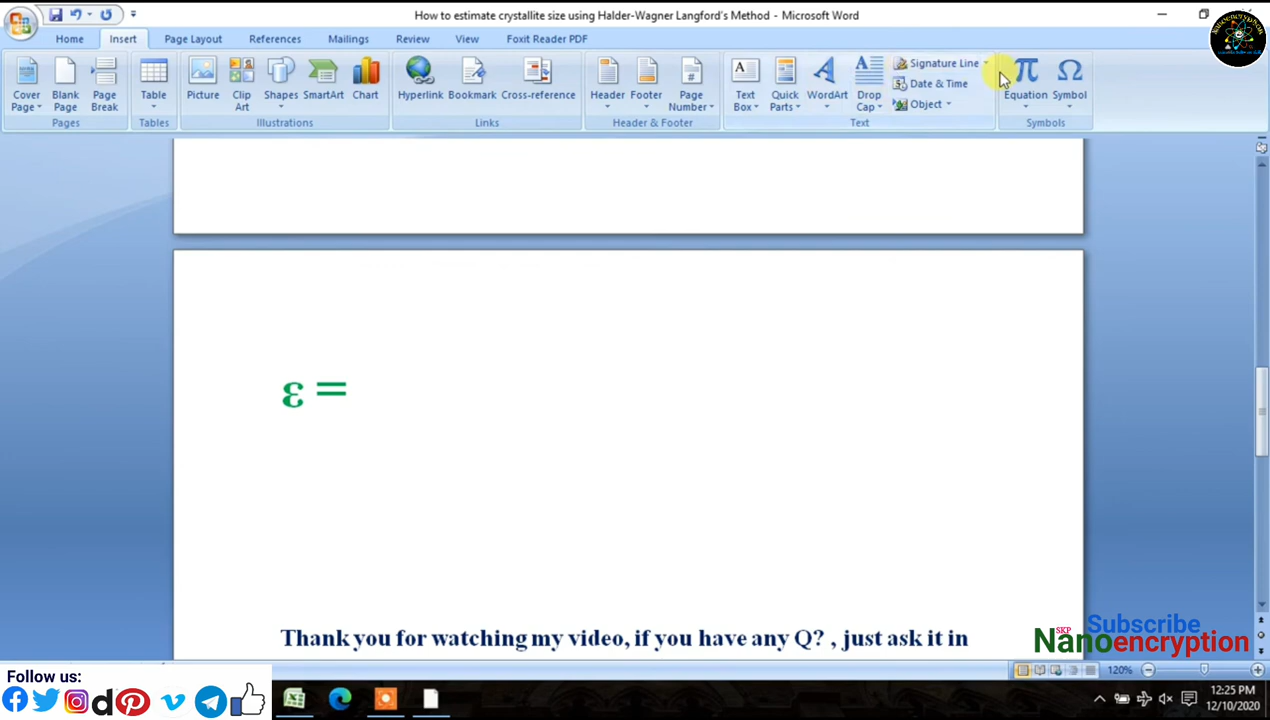 How to estimate crystallite size using Halder-Wagner Langford's Method - Microsoft Word
Home Insert Page Layout References Mailings Review View Foxit Reader PDF
Cover Page Blank Page Page Break Table Picture Clip Art Shapes SmartArt Chart Hyperlink Bookmark Cross-reference Header Footer Page Number Text Box Quick Parts WordArt Drop Cap Signature Line Date & Time Object Equation Symbol
Pages Tables Illustrations Links Header & Footer Text Symbols
ε =
Thank you for watching my video, if you have any Q? , just ask it in
Subscribe
SKP
Nanoencryption
120%
Follow us:
12:25 PM
12/10/2020